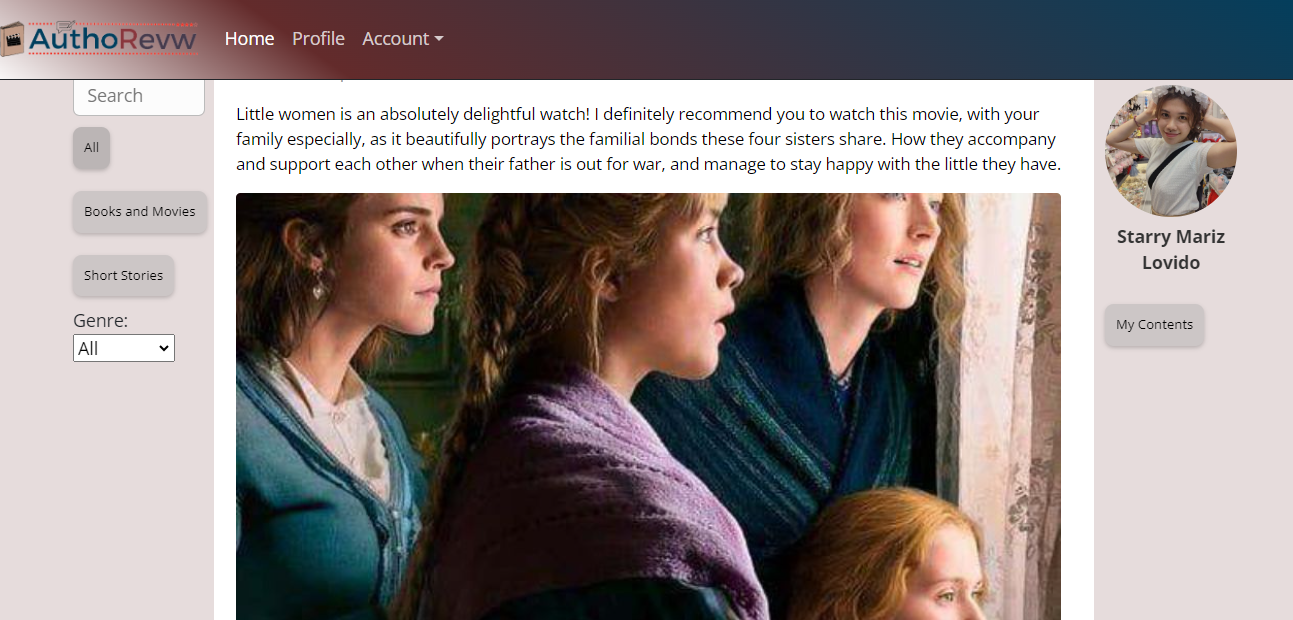 AuthoRevw
Home
Profile
Account
Search
All
Books and Movies
Short Stories
Genre:
All
Little women is an absolutely delightful watch! I definitely recommend you to watch this movie, with your
family especially, as it beautifully portrays the familial bonds these four sisters share. How they accompany
and support each other when their father is out for war, and manage to stay happy with the little they have.
Starry Mariz
Lovido
My Contents